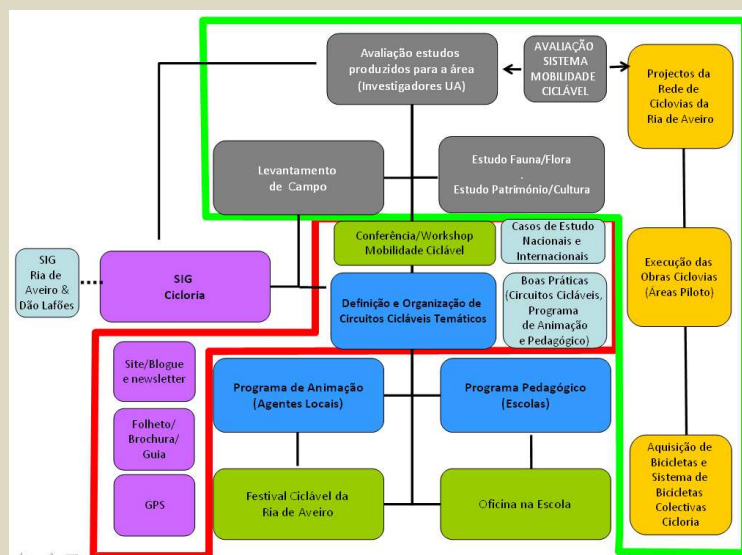 Avaliação estudos
produzidos para a área
(Investigadores UA)
AVALIAÇÃO
SISTEMA
MOBILIDADE
CICLÁVEL
Projectos da
Rede de
Ciclovias da
Ria de Aveiro
Levantamento
de Campo
Estudo Fauna/Flora
.
Estudo Património/Cultura
Conferência/Workshop
Mobilidade Ciclável
Casos de Estudo
Nacionais e
Internacionais
SIG
Ria de
Aveiro &
Dão Lafões
SIG
Cicloria
Definição e Organização de
Circuitos Cicláveis Temáticos
Boas Práticas
(Circuitos Cicláveis,
Programa
de Animação
e Pedagógico)
Execução das
Obras Ciclovias
(Áreas Piloto)
Site/Blogue
e newsletter
Programa de Animação
(Agentes Locais)
Programa Pedagógico
(Escolas)
Folheto/
Brochura/
Guia
GPS
Festival Ciclável da
Ria de Aveiro
Oficina na Escola
Aquisição de
Bicicletas e
Sistema de
Bicicletas
Colectivas
Cicloria